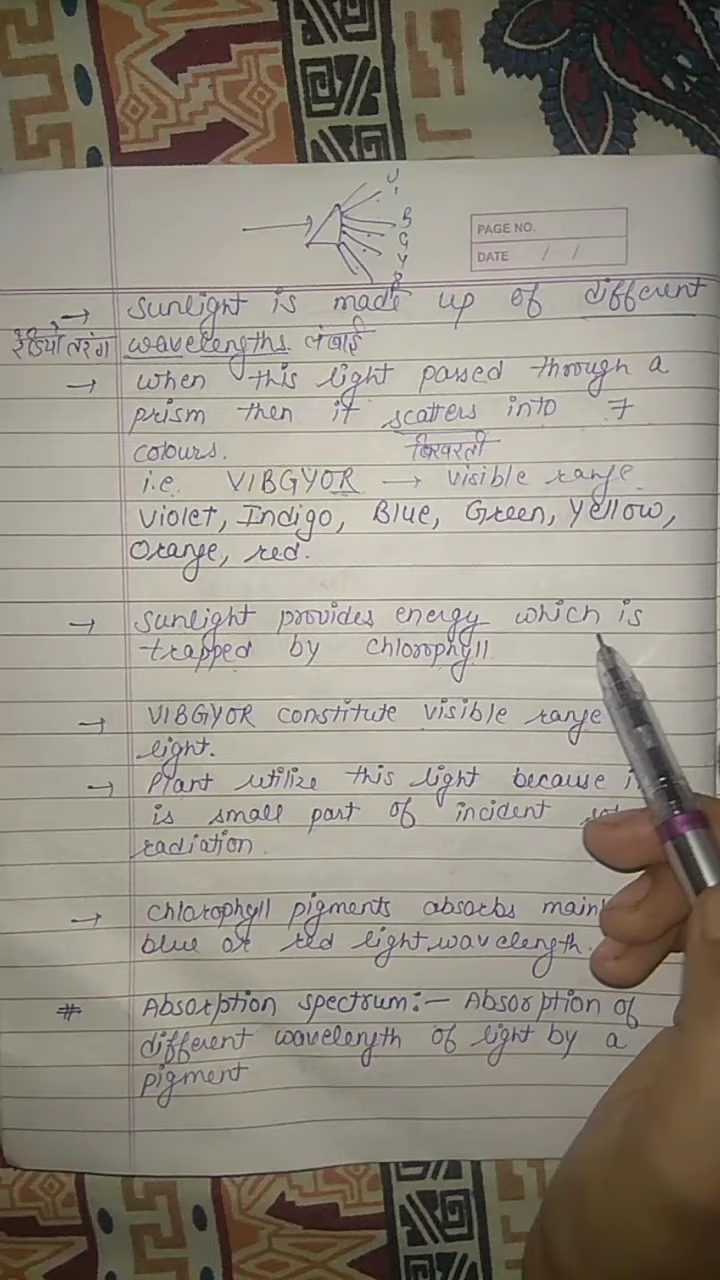 V
I
B
G
Y
R
PAGE NO.
DATE / /
→ Sunlight is made up of different
रेडियो तरंग wavelengths. लंबाई
→ when this light passed through a
prism then it scatters into 7
colours. बिखरती
i.e. VIBGYOR → visible range
Violet, Indigo, Blue, Green, Yellow,
Orange, red.
→ Sunlight provides energy which is
trapped by chlorophyll
→ VIBGYOR constitute visible range
light.
→ Plant utilize this light because
is small part of incident
radiation.
→ chlorophyll pigments absorbs
blue or red light wavelength.
# Absorption spectrum:- Absorption of
different wavelength of light by a
pigment